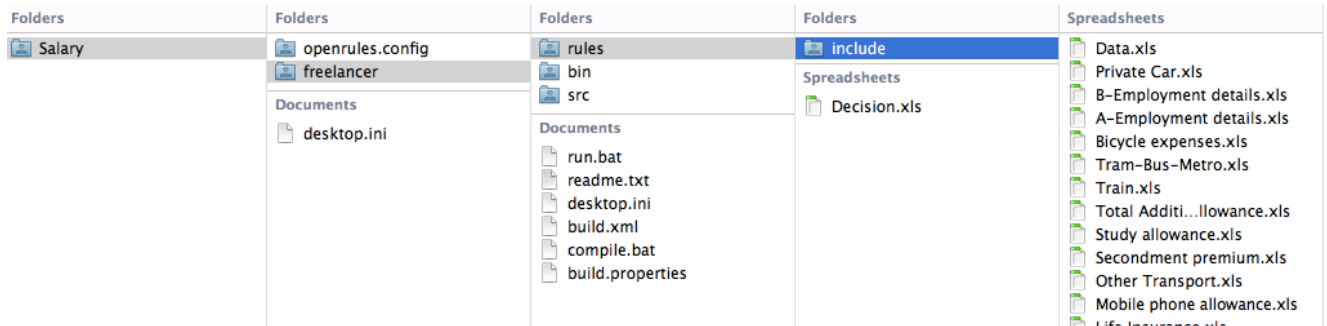 Folders
Salary
Folders
openrules.config
freelancer
Documents
desktop.ini
Folders
rules
bin
src
Documents
run.bat
readme.txt
desktop.ini
build.xml
compile.bat
build.properties
Folders
include
Spreadsheets
Decision.xls
Spreadsheets
Data.xls
Private Car.xls
B-Employment details.xls
A-Employment details.xls
Bicycle expenses.xls
Tram-Bus-Metro.xls
Train.xls
Total Additi...llowance.xls
Study allowance.xls
Secondment premium.xls
Other Transport.xls
Mobile phone allowance.xls
Life Insurance.xls